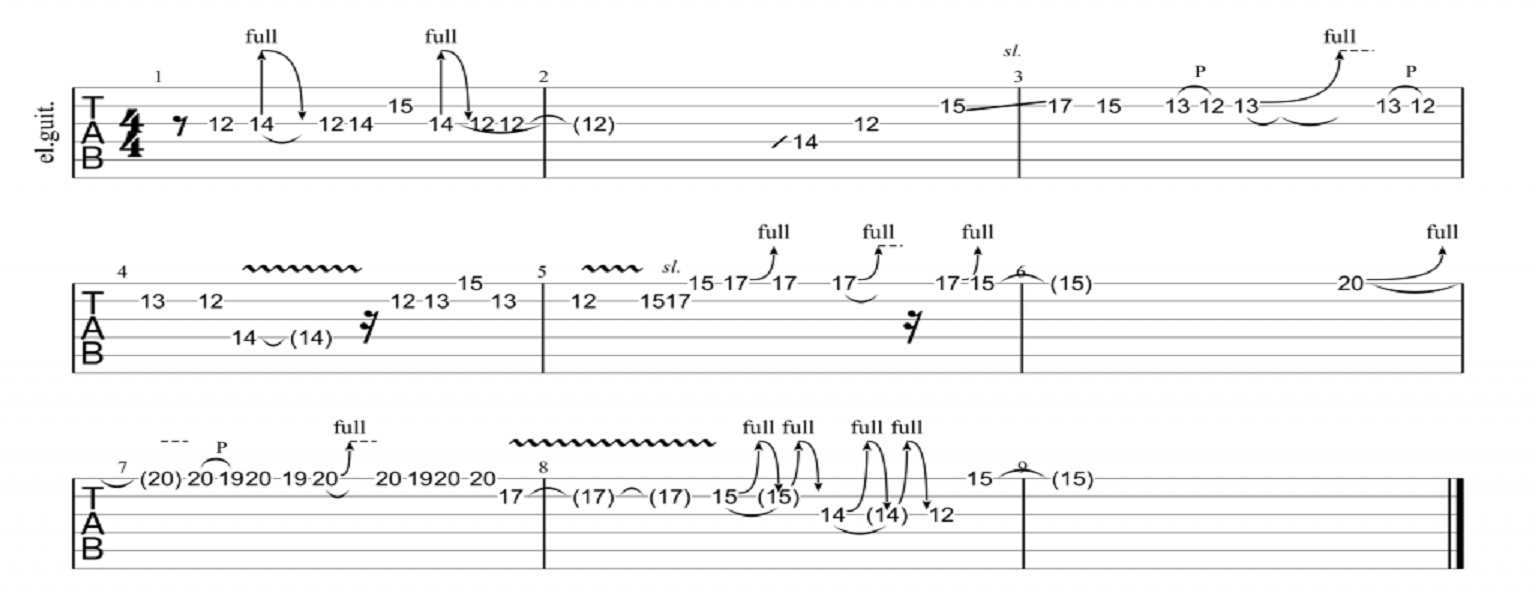 full full
sl.
1 2 3 P full P
el.guit. TAB 4/4 12 14 12 14 15 14 12 12 (12) 14 12 15 17 15 13 12 13 13 12
full full full full
4 5 sl. 6
TAB 13 12 14 (14) 12 13 15 13 12 15 17 15 17 17 17 17 15 (15) 20
full full full full full
7 P 8 9
TAB (20) 20 19 20 19 20 20 19 20 20 17 (17) (17) 15 (15) 14 (14) 12 15 (15)